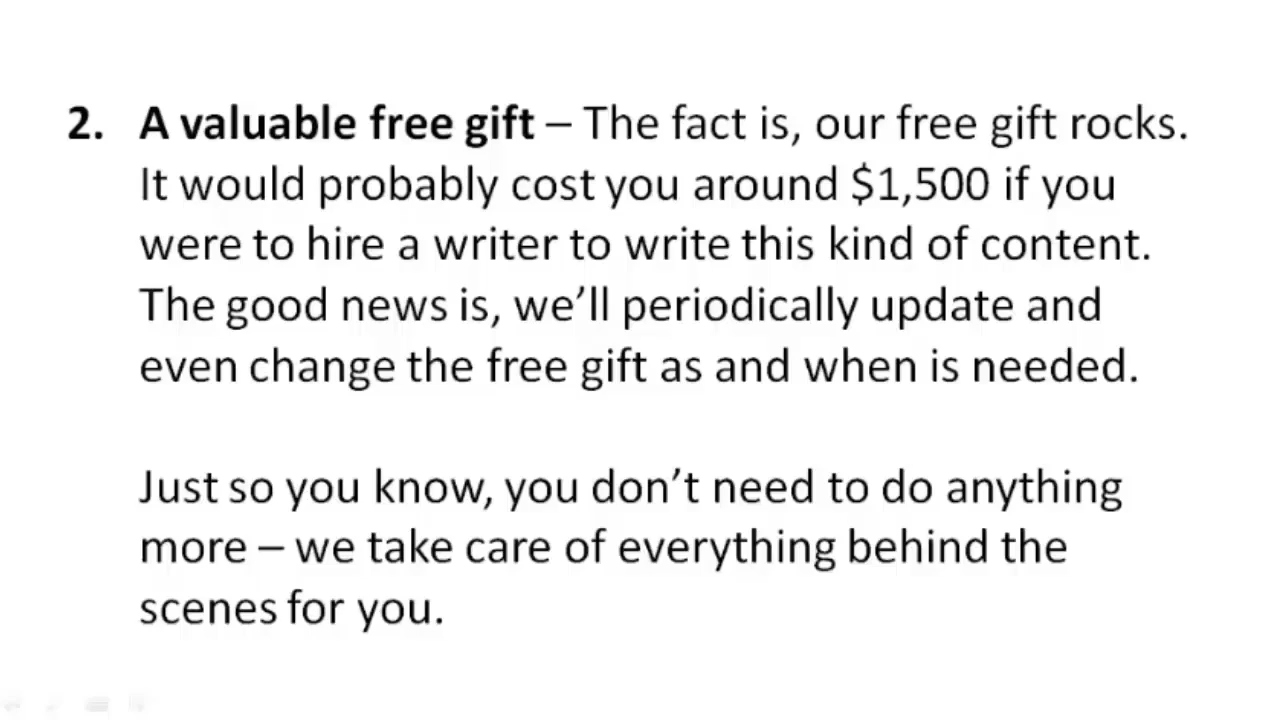 2. A valuable free gift – The fact is, our free gift rocks.
It would probably cost you around $1,500 if you
were to hire a writer to write this kind of content.
The good news is, we’ll periodically update and
even change the free gift as and when is needed.
Just so you know, you don’t need to do anything
more – we take care of everything behind the
scenes for you.